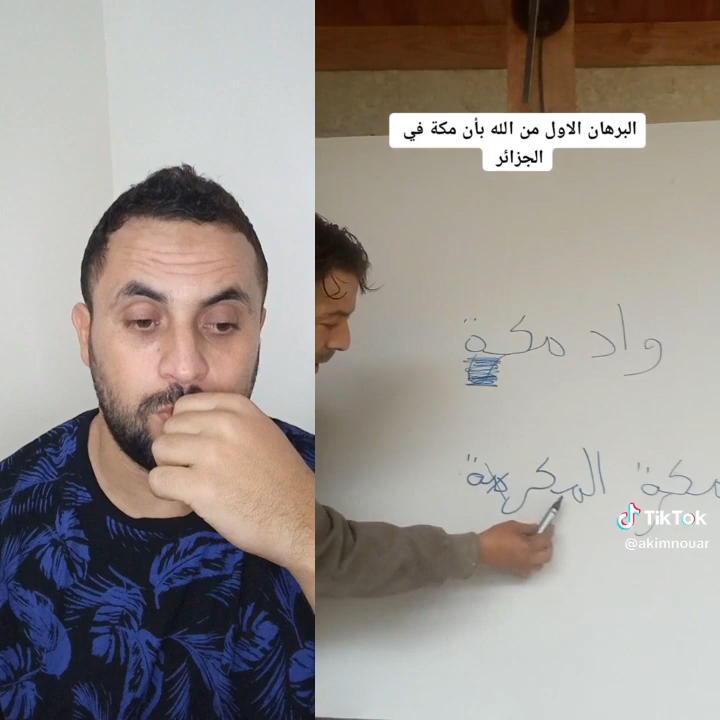 البرهان الاول من الله بأن مكة في
الجزائر
واد مكة
مكة المكرمة
TikTok
@akimnouar